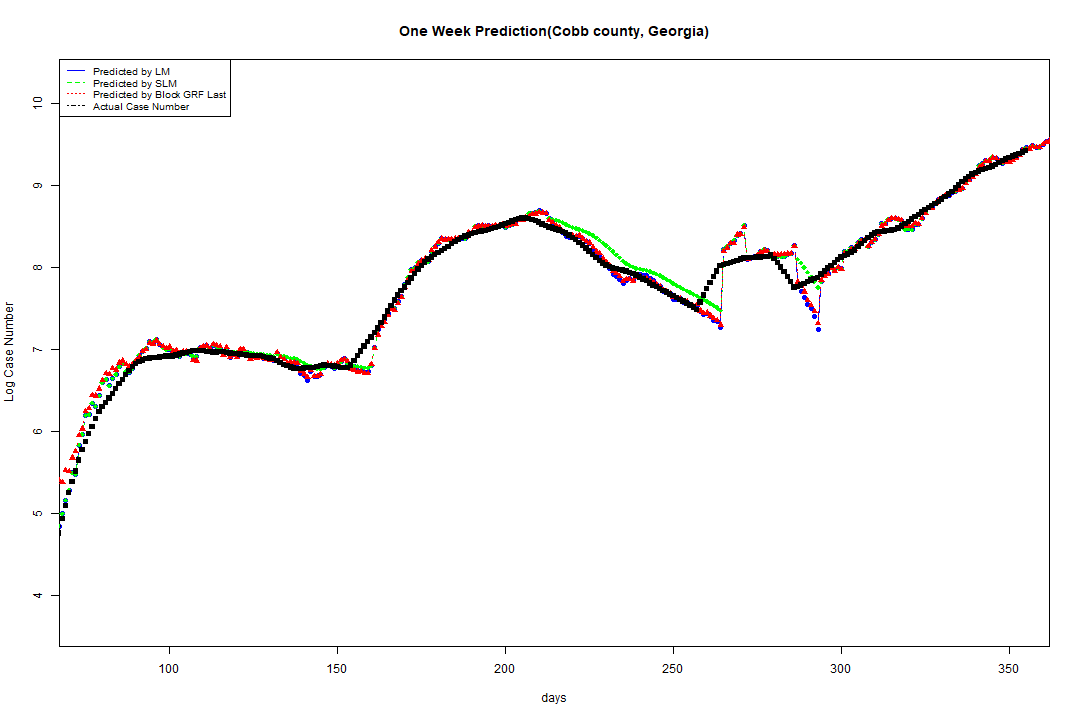 One Week Prediction(Cobb county, Georgia)
Predicted by LM
Predicted by SLM
Predicted by Block GRF Last
Actual Case Number
10
9
8
7
6
5
4
Log Case Number
100 150 200 250 300 350
days